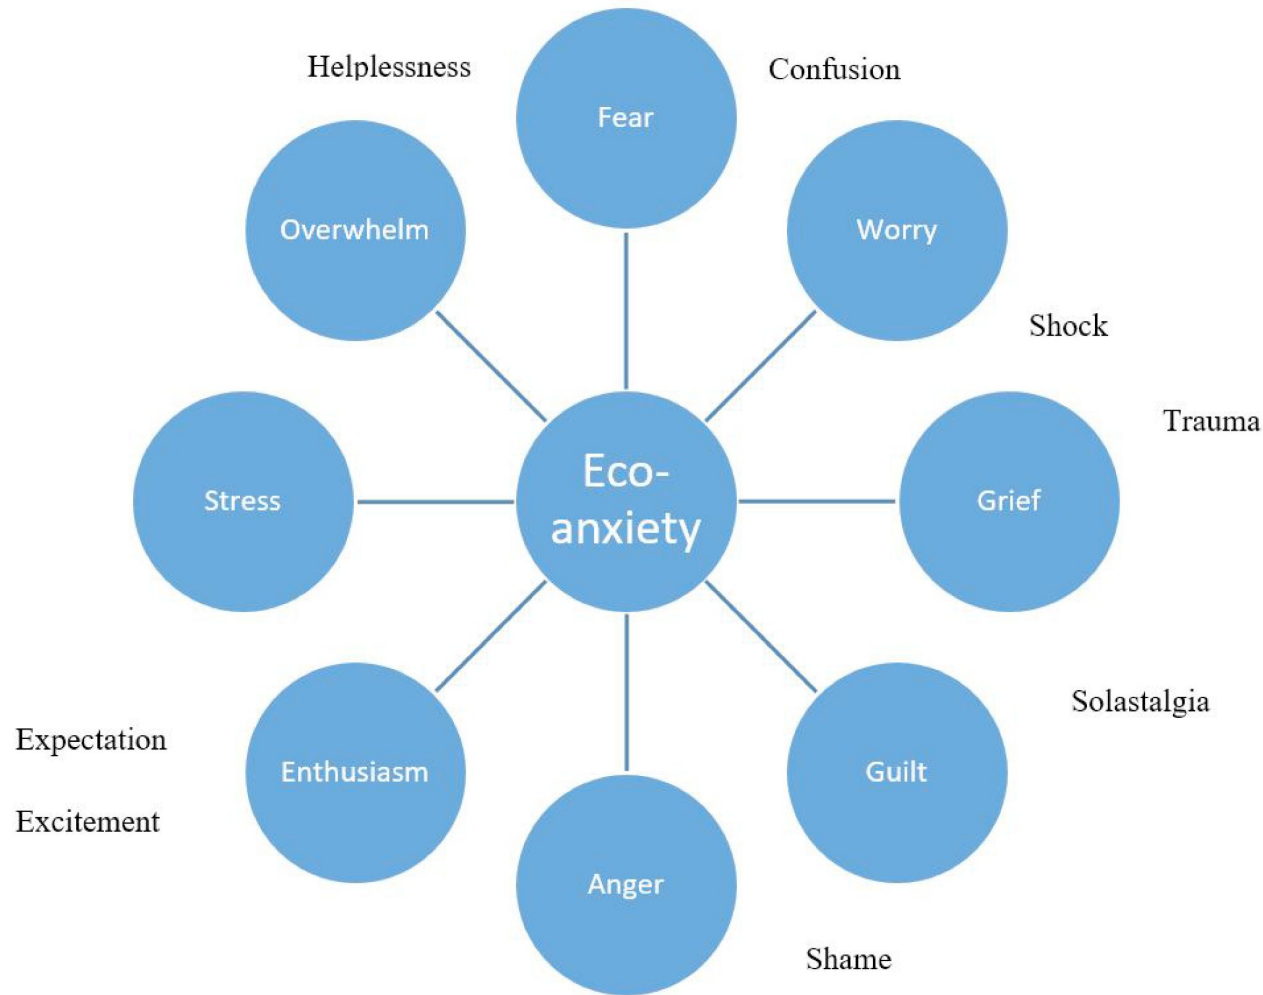 Helplessness
Confusion
Fear
Overwhelm
Worry
Shock
Trauma
Eco-
anxiety
Stress
Grief
Solastalgia
Expectation
Enthusiasm
Guilt
Excitement
Anger
Shame